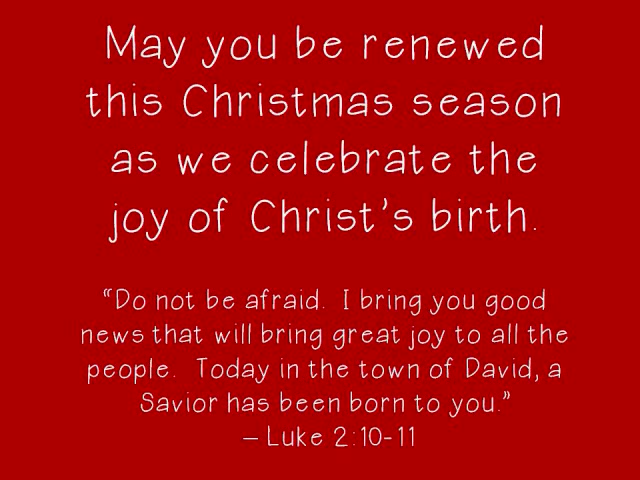 May you be renewed
this Christmas season
as we celebrate the
joy of Christ's birth.
“Do not be afraid. I bring you good
news that will bring great joy to all the
people. Today in the town of David, a
Savior has been born to you.”
– Luke 2:10-11